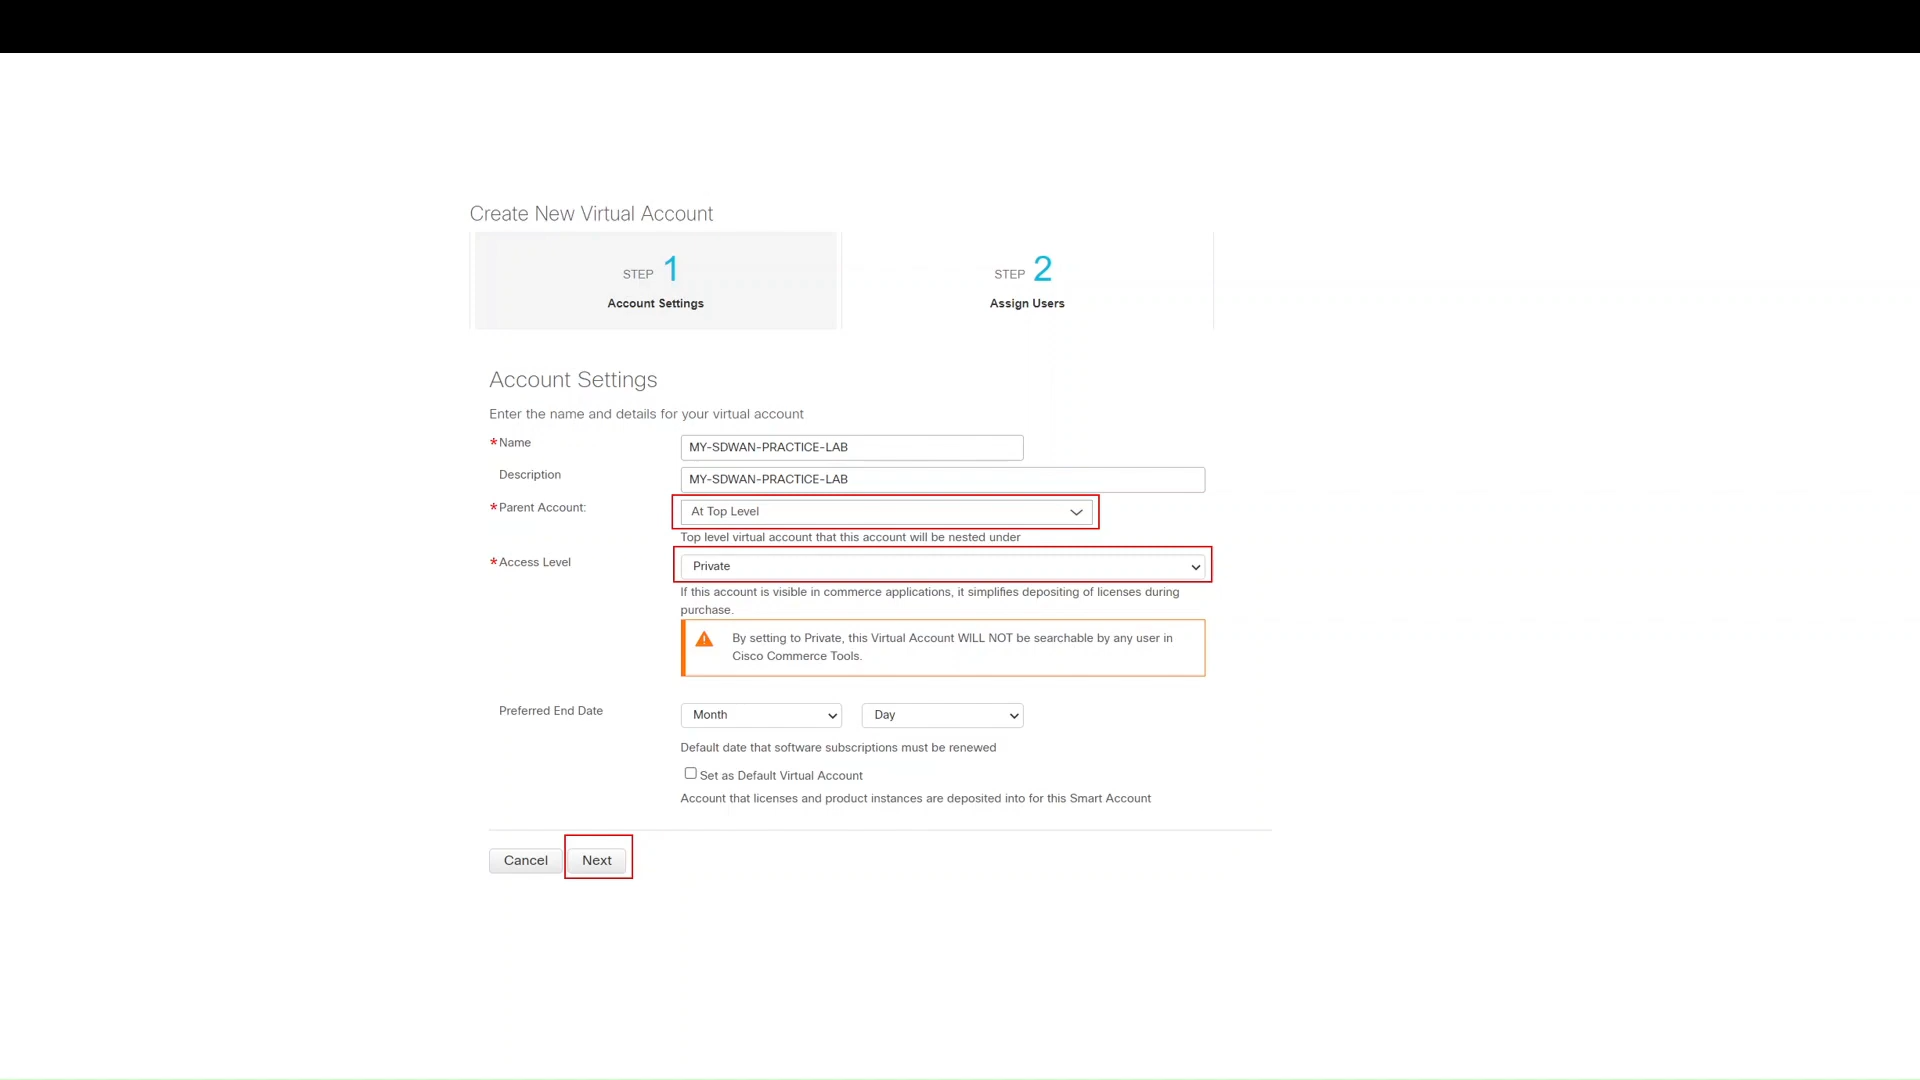 Create New Virtual Account
STEP 1
Account Settings
STEP 2
Assign Users
Account Settings
Enter the name and details for your virtual account
*Name
MY-SDWAN-PRACTICE-LAB
Description
MY-SDWAN-PRACTICE-LAB
*Parent Account:
At Top Level
Top level virtual account that this account will be nested under
*Access Level
Private
If this account is visible in commerce applications, it simplifies depositing of licenses during
purchase.
By setting to Private, this Virtual Account WILL NOT be searchable by any user in
Cisco Commerce Tools.
Preferred End Date
Month
Day
Default date that software subscriptions must be renewed
Set as Default Virtual Account
Account that licenses and product instances are deposited into for this Smart Account
Cancel
Next